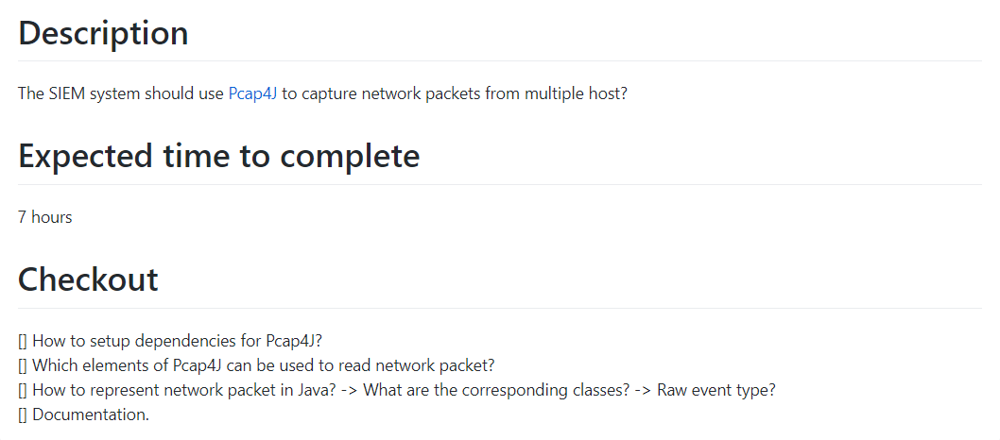 Description
The SIEM system should use Pcap4J to capture network packets from multiple host?
Expected time to complete
7 hours
Checkout
[] How to setup dependencies for Pcap4J?
[] Which elements of Pcap4J can be used to read network packet?
[] How to represent network packet in Java? -> What are the corresponding classes? -> Raw event type?
[] Documentation.